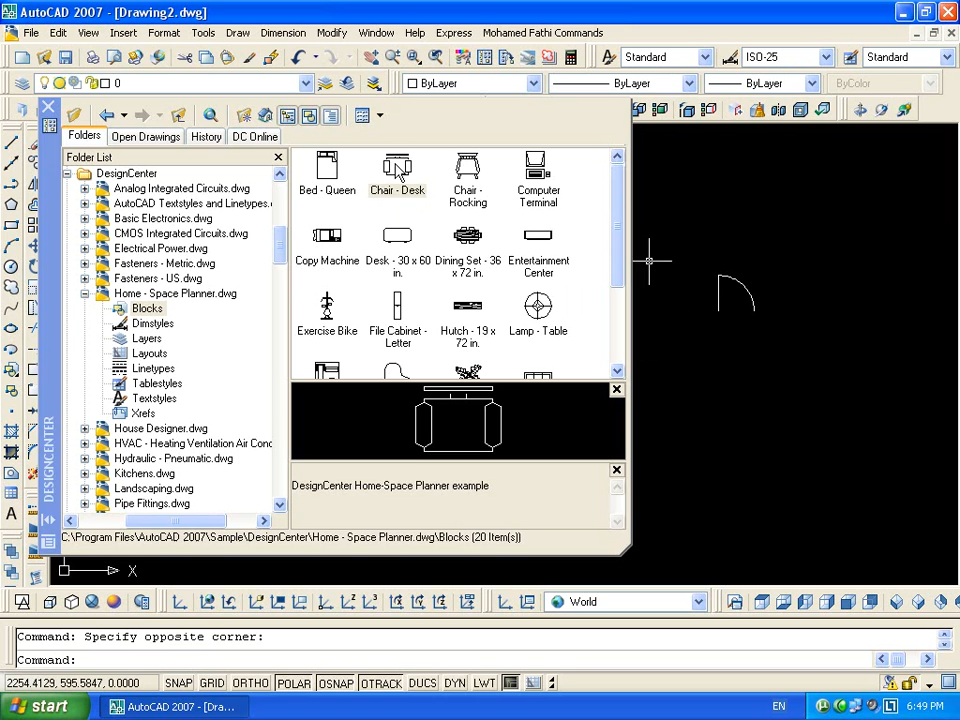 AutoCAD 2007 - [Drawing2.dwg]
File Edit View Insert Format Tools Draw Dimension Modify Window Help Express Mohamed Fathi Commands
Standard ISO-25 Standard
0 ByLayer ByLayer ByLayer ByColor
Folders Open Drawings History DC Online
Folder List
DesignCenter
Analog Integrated Circuits.dwg
AutoCAD Textstyles and Linetypes.
Basic Electronics.dwg
CMOS Integrated Circuits.dwg
Electrical Power.dwg
Fasteners - Metric.dwg
Fasteners - US.dwg
Home - Space Planner.dwg
Blocks
Dimstyles
Layers
Layouts
Linetypes
Tablestyles
Textstyles
Xrefs
House Designer.dwg
HVAC - Heating Ventilation Air Conc
Hydraulic - Pneumatic.dwg
Kitchens.dwg
Landscaping.dwg
Pipe Fittings.dwg
Bed - Queen
Chair - Desk
Chair - Rocking
Computer Terminal
Copy Machine
Desk - 30 x 60 in.
Dining Set - 36 x 72 in.
Entertainment Center
Exercise Bike
File Cabinet - Letter
Hutch - 19 x 72 in.
Lamp - Table
DesignCenter Home-Space Planner example
C:\Program Files\AutoCAD 2007\Sample\DesignCenter\Home - Space Planner.dwg\Blocks (20 Item(s))
DESIGNCENTER
X
World
Command: Specify opposite corner:
Command:
2254.4129, 595.5847, 0.0000 SNAP GRID ORTHO POLAR OSNAP OTRACK DUCS DYN LWT
start AutoCAD 2007 - [Dra... EN 6:49 PM